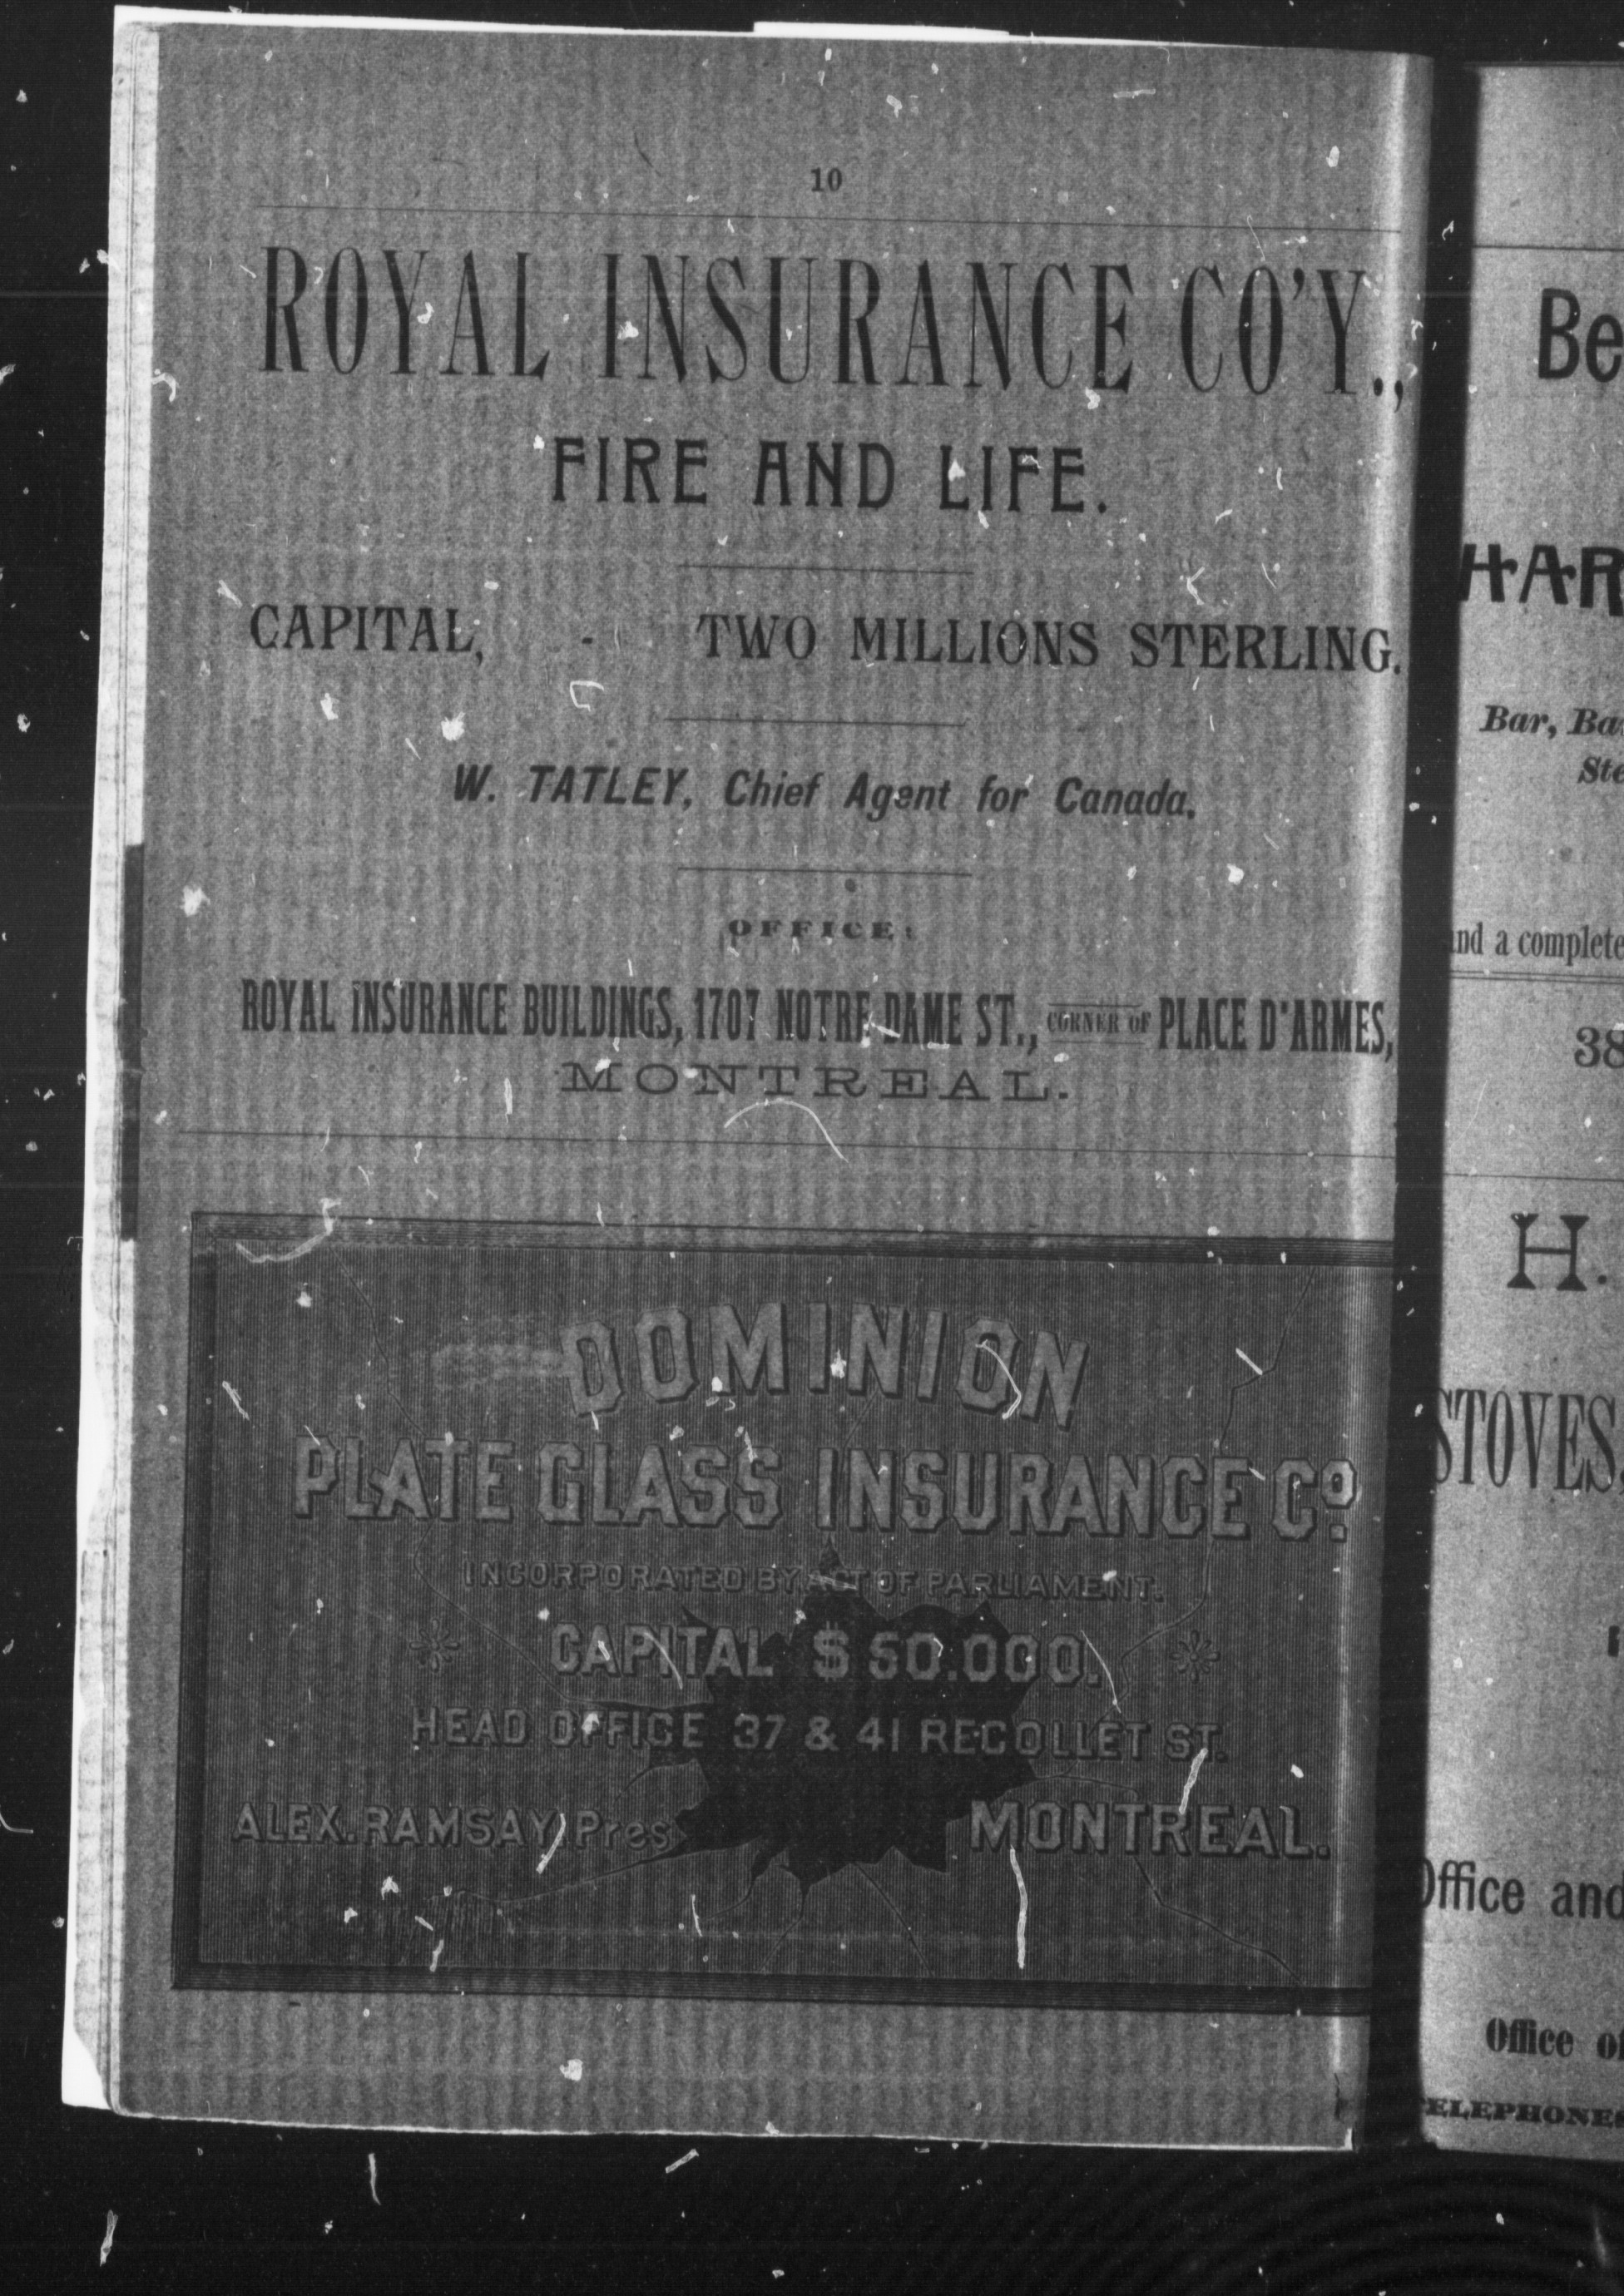 10
ROYAL INSURANCE CO'Y.,
FIRE AND LIFE.
CAPITAL, - TWO MILLIONS STERLING.
W. TATLEY, Chief Agent for Canada.
OFFICE:
ROYAL INSURANCE BUILDINGS, 1707 NOTRE DAME ST., CORNER OF PLACE D'ARMES,
MONTREAL.
DOMINION
PLATE GLASS INSURANCE Co.
INCORPORATED BY ACT OF PARLIAMENT.
CAPITAL $50.000.
HEAD OFFICE 37 & 41 RECOLLET ST.
ALEX. RAMSAY, Pres
MONTREAL.
Be
HAR
Bar, Ba
Ste
and a complete
38
H.
STOVES,
Office and
Office o
TELEPHONE